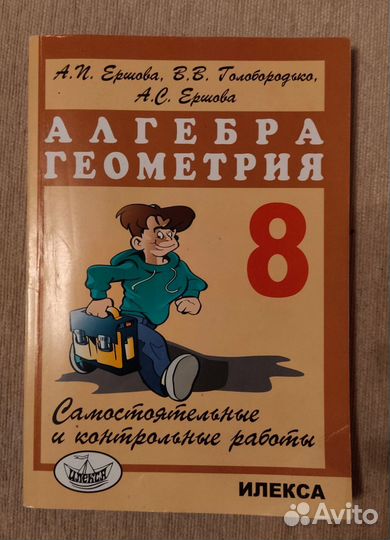 А.П. Ершова, В.В. Голобородько,
А.С. Ершова
АЛГЕБРА
ГЕОМЕТРИЯ
8
Самостоятельные
и контрольные работы
ИЛЕКСА
ИЛЕКСА
Avito